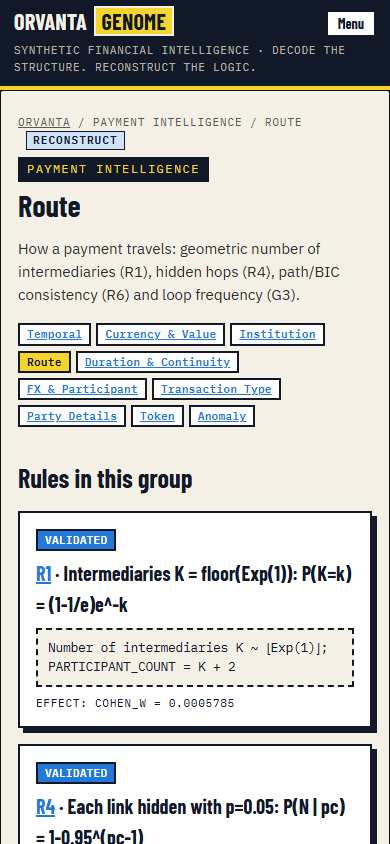 ORVANTA GENOME
Menu
SYNTHETIC FINANCIAL INTELLIGENCE · DECODE THE
STRUCTURE. RECONSTRUCT THE LOGIC.
ORVANTA / PAYMENT INTELLIGENCE / ROUTE
RECONSTRUCT
PAYMENT INTELLIGENCE
Route
How a payment travels: geometric number of
intermediaries (R1), hidden hops (R4), path/BIC
consistency (R6) and loop frequency (G3).
Temporal Currency & Value Institution
Route Duration & Continuity
FX & Participant Transaction Type
Party Details Token Anomaly
Rules in this group
VALIDATED
R1 · Intermediaries K = floor(Exp(1)): P(K=k)
= (1-1/e)e^-k
Number of intermediaries K ~ ⌊Exp(1)⌋;
PARTICIPANT_COUNT = K + 2
EFFECT: COHEN_W = 0.0005785
VALIDATED
R4 · Each link hidden with p=0.05: P(N | pc)
= 1-0.95^(pc-1)